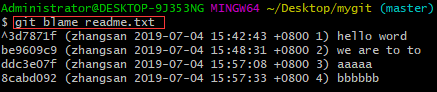 Administrator@DESKTOP-9J353NG MINGW64 ~/Desktop/mygit (master)
$ git blame readme.txt
^3d7871f (zhangsan 2019-07-04 15:42:43 +0800 1) hello word
be9609c9 (zhangsan 2019-07-04 15:48:31 +0800 2) we are to to
ddc3e07f (zhangsan 2019-07-04 15:57:08 +0800 3) aaaaa
8cabd092 (zhangsan 2019-07-04 15:57:33 +0800 4) bbbbbb